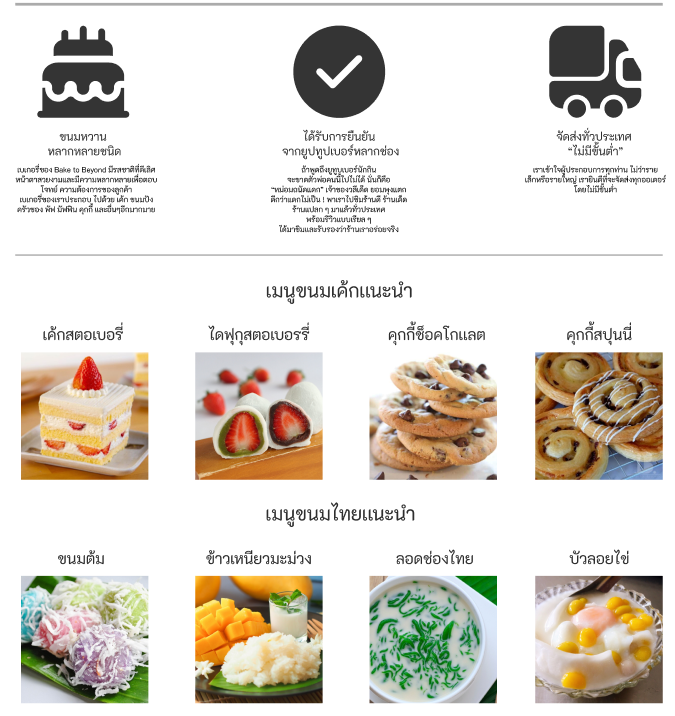 ขนมหวาน
หลากหลายชนิด
เบเกอรี่ของ Bake to Beyond มีรสชาติที่ดีเลิศ
หน้าตาสวยงามและมีความหลากหลายเพื่อตอบ
โจทย์ ความต้องการของลูกค้า
เบเกอรี่ของเราประกอบ ไปด้วย เค้ก ขนมปัง
ครัวซอง พัฟ มัฟฟิน คุกกี้ และอื่นๆอีกมากมาย
ได้รับการยืนยัน
จากยูปทูปเบอร์หลากช่อง
ถ้าพูดถึงยูทูบเบอร์นักกิน
จะขาดตัวพ่อคนนี้ไปไม่ได้ นั่นก็คือ
“หม่อมถนัดแดก” เจ้าของวลีเด็ด ยอมพุงแตก
ดีกว่าแดกไม่เป็น ! พาเราไปชิมร้านดี ร้านเด็ด
ร้านแปลก ๆ มาแล้วทั่วประเทศ
พร้อมรีวิวแบบเรียล ๆ
ได้มาชิมและรับรองว่าร้านเราอร่อยจริง
จัดส่งทั่วประเทศ
“ไม่มีขั้นต่ำ”
เราเข้าใจผู้ประกอบการทุกท่าน ไม่ว่าราย
เล็กหรือรายใหญ่ เรายินดีที่จะจัดส่งทุกออเดอร์
โดยไม่มีขั้นต่ำ
เมนูขนมเค้กแนะนำ
เค้กสตอเบอรี่
ไดฟุกุสตอเบอรรี่
คุกกี้ช็อคโกแลต
คุกกี้สปุนนี่
เมนูขนมไทยแนะนำ
ขนมต้ม
ข้าวเหนียวมะม่วง
ลอดช่องไทย
บัวลอยไข่